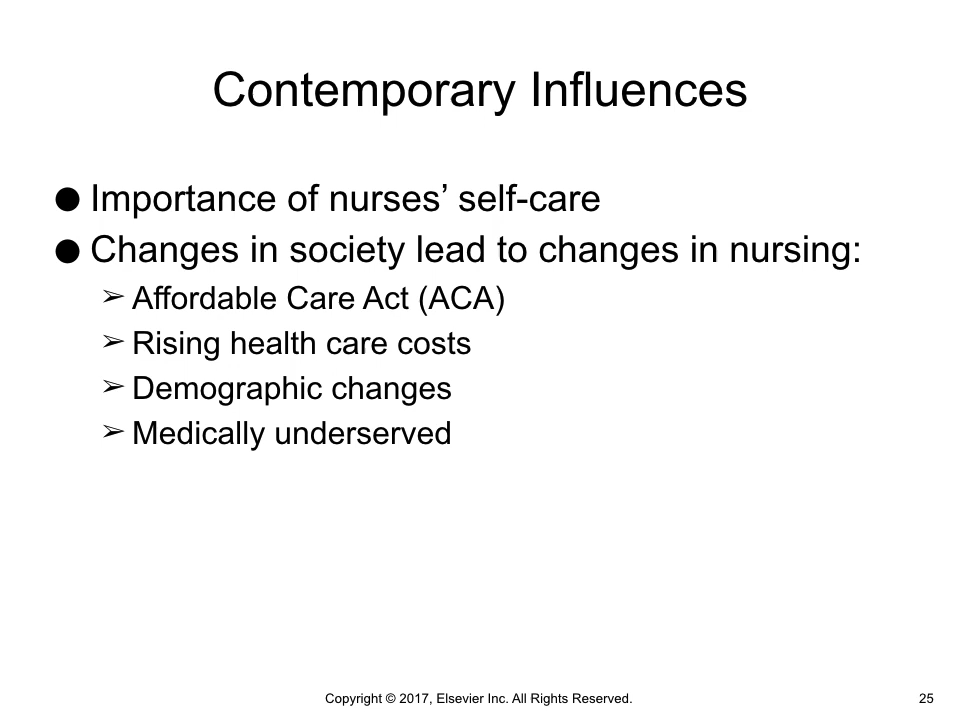 Contemporary Influences
● Importance of nurses’ self-care
● Changes in society lead to changes in nursing:
➢ Affordable Care Act (ACA)
➢ Rising health care costs
➢ Demographic changes
➢ Medically underserved
Copyright © 2017, Elsevier Inc. All Rights Reserved. 25